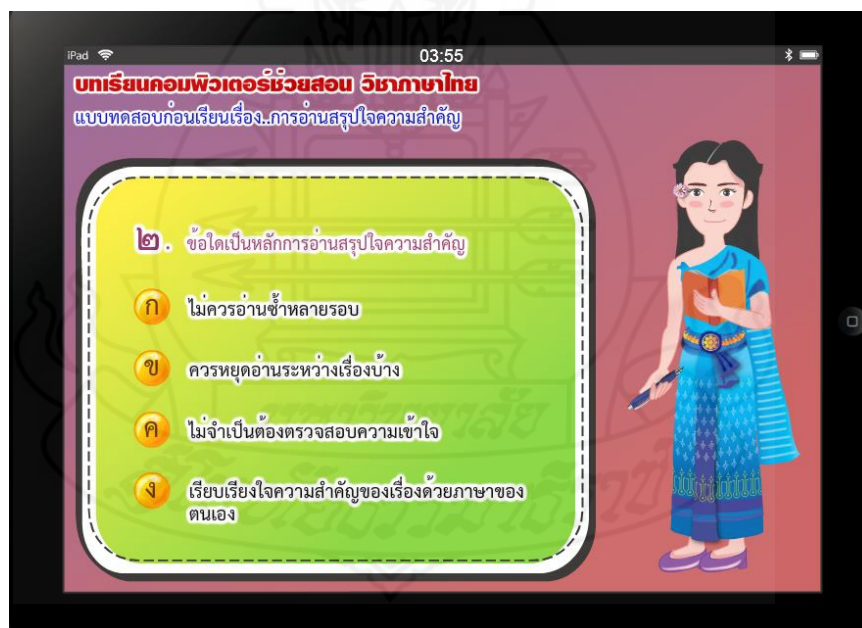 iPad 03:55
บทเรียนคอมพิวเตอร์ช่วยสอน วิชาภาษาไทย
แบบทดสอบก่อนเรียนเรื่อง..การอ่านสรุปใจความสำคัญ
๒. ข้อใดเป็นหลักการอ่านสรุปใจความสำคัญ
ก ไม่ควรอ่านซ้ำหลายรอบ
ข ควรหยุดอ่านระหว่างเรื่องบ้าง
ค ไม่จำเป็นต้องตรวจสอบความเข้าใจ
ง เรียบเรียงใจความสำคัญของเรื่องด้วยภาษาของ
ตนเอง